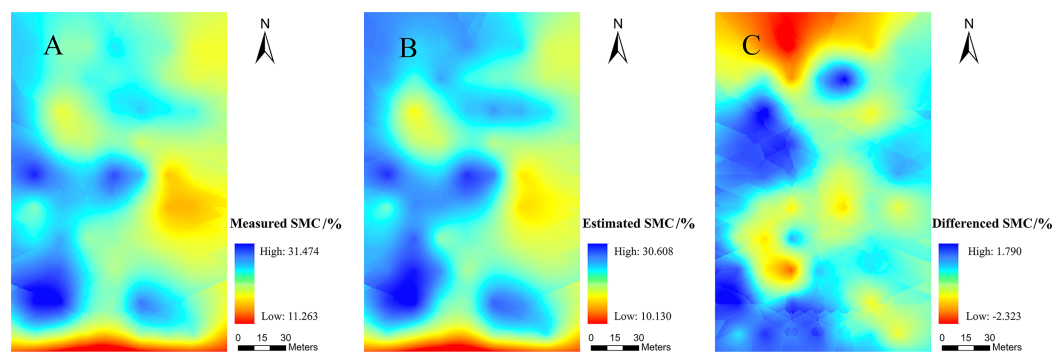 A
N
Measured SMC/%
High: 31.474
Low: 11.263
0 15 30
Meters
B
N
Estimated SMC/%
High: 30.608
Low: 10.130
0 15 30
Meters
C
N
Differenced SMC/%
High: 1.790
Low: -2.323
0 15 30
Meters